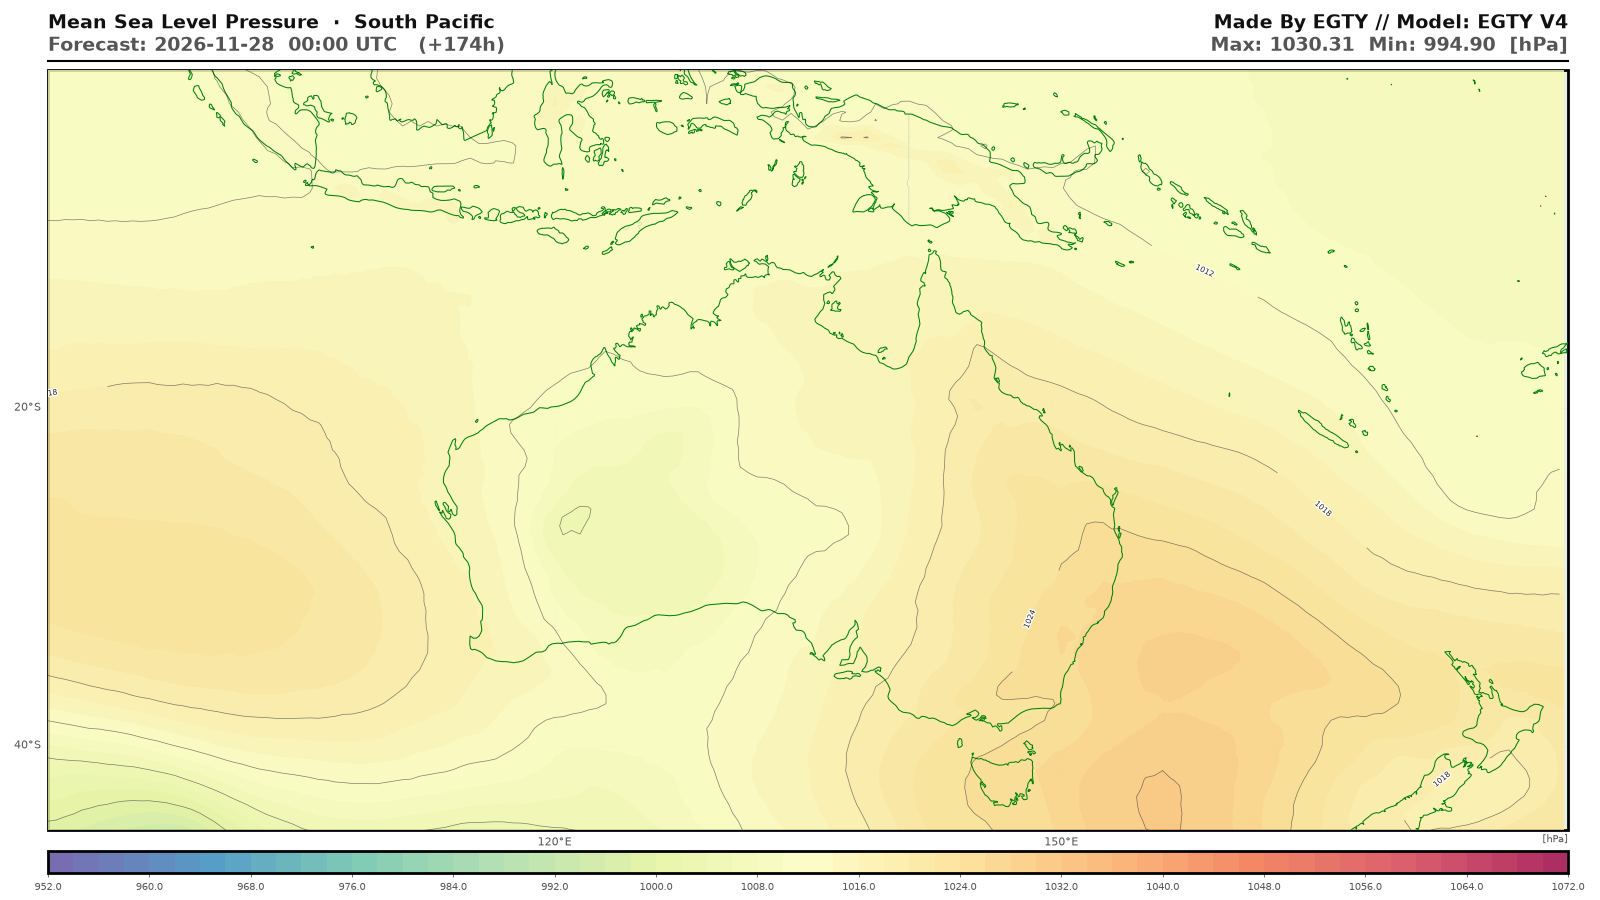 Mean Sea Level Pressure · South Pacific
Made By EGTY // Model: EGTY V4
Forecast: 2026-11-28 00:00 UTC (+174h)
Max: 1030.31 Min: 994.90 [hPa]
1012
18
20°S
1018
1024
40°S
1018
120°E
150°E
[hPa]
952.0
960.0
968.0
976.0
984.0
992.0
1000.0
1008.0
1016.0
1024.0
1032.0
1040.0
1048.0
1056.0
1064.0
1072.0